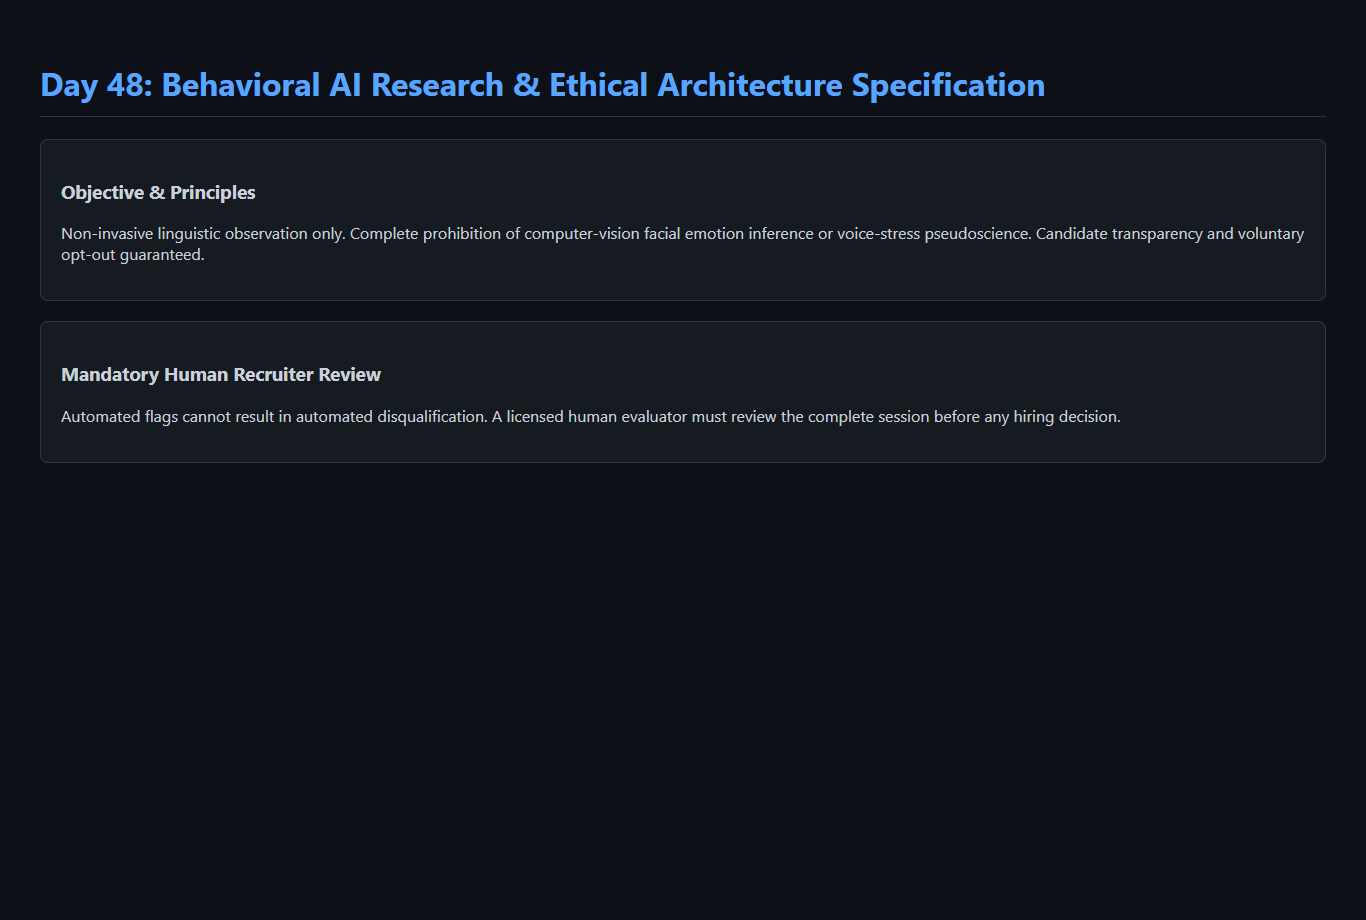 Day 48: Behavioral AI Research & Ethical Architecture Specification
Objective & Principles
Non-invasive linguistic observation only. Complete prohibition of computer-vision facial emotion inference or voice-stress pseudoscience. Candidate transparency and voluntary
opt-out guaranteed.
Mandatory Human Recruiter Review
Automated flags cannot result in automated disqualification. A licensed human evaluator must review the complete session before any hiring decision.